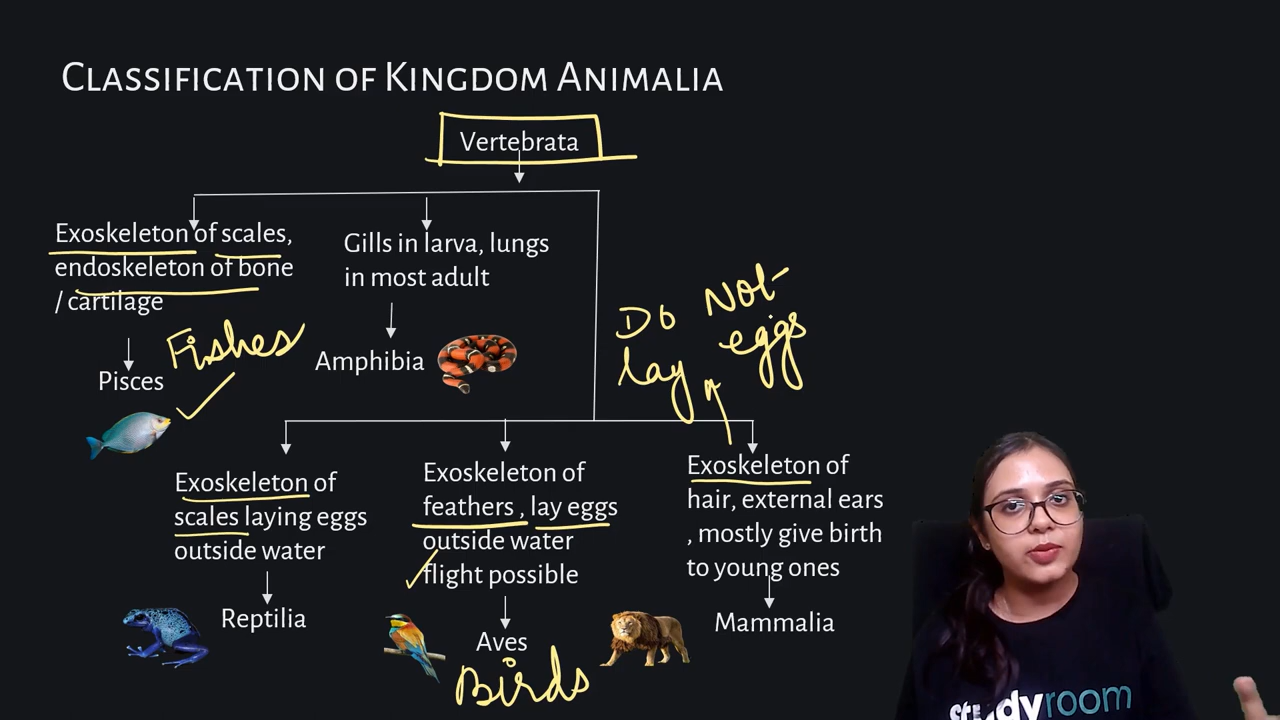 Classification of Kingdom Animalia
Vertebrata
Exoskeleton of scales,
endoskeleton of bone
/ cartilage
Fishes
Pisces
Gills in larva, lungs
in most adult
Amphibia
Do Not
lay eggs
Exoskeleton of
scales laying eggs
outside water
Reptilia
Exoskeleton of
feathers , lay eggs
outside water
flight possible
Aves
Birds
Exoskeleton of
hair, external ears
, mostly give birth
to young ones
Mammalia
studyroom